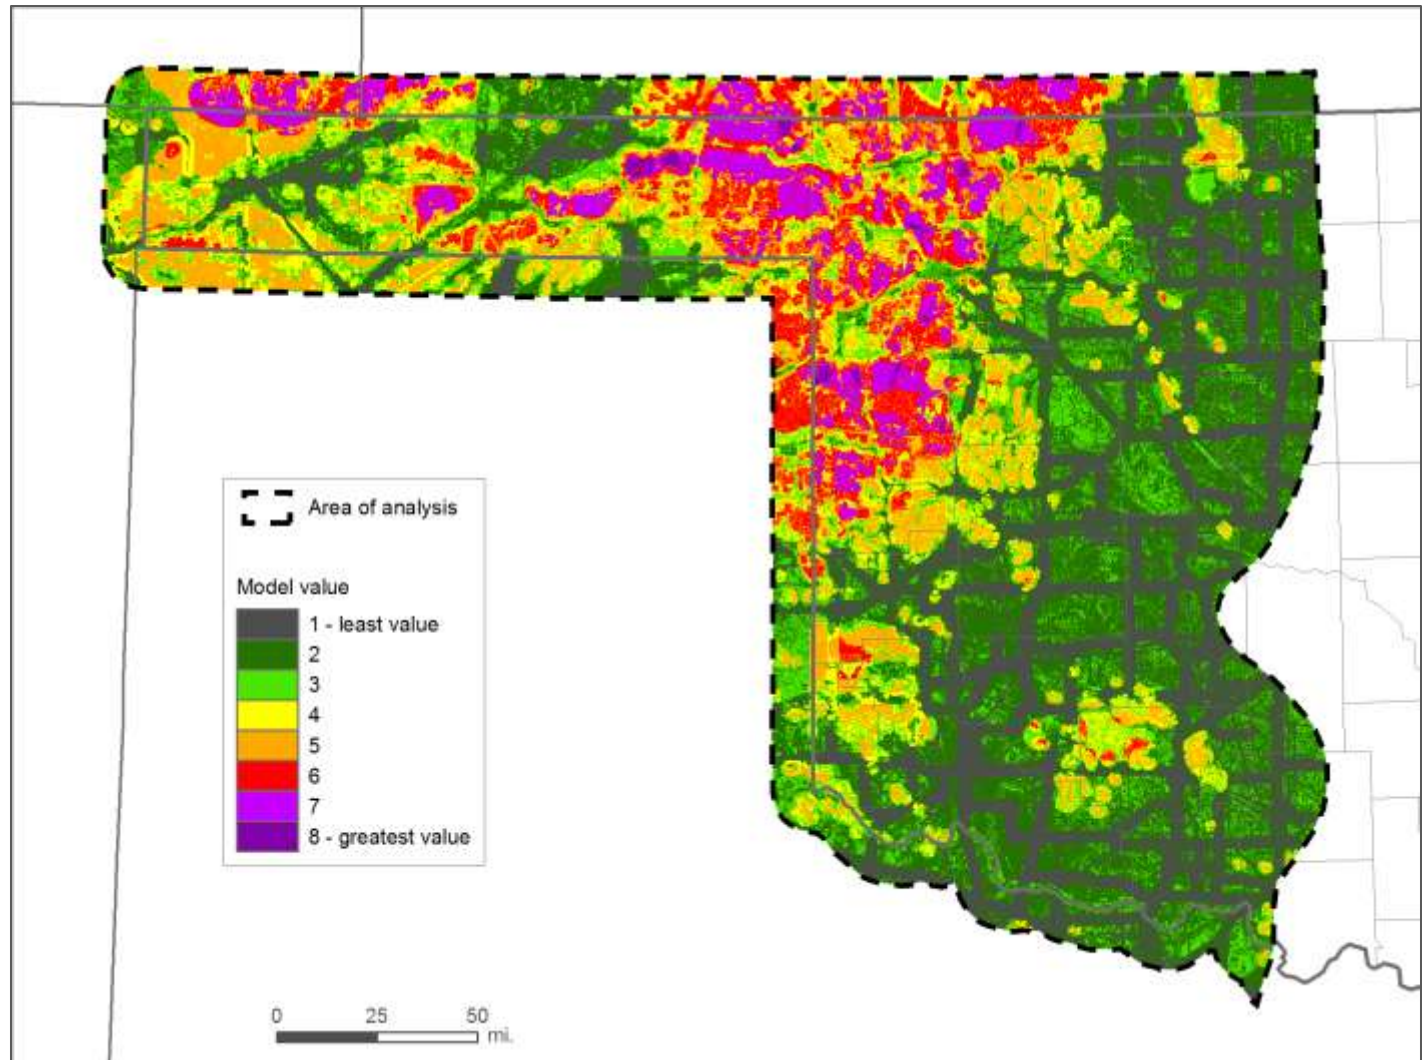 Area of analysis
Model value
1 - least value
2
3
4
5
6
7
8 - greatest value
0 25 50
mi.